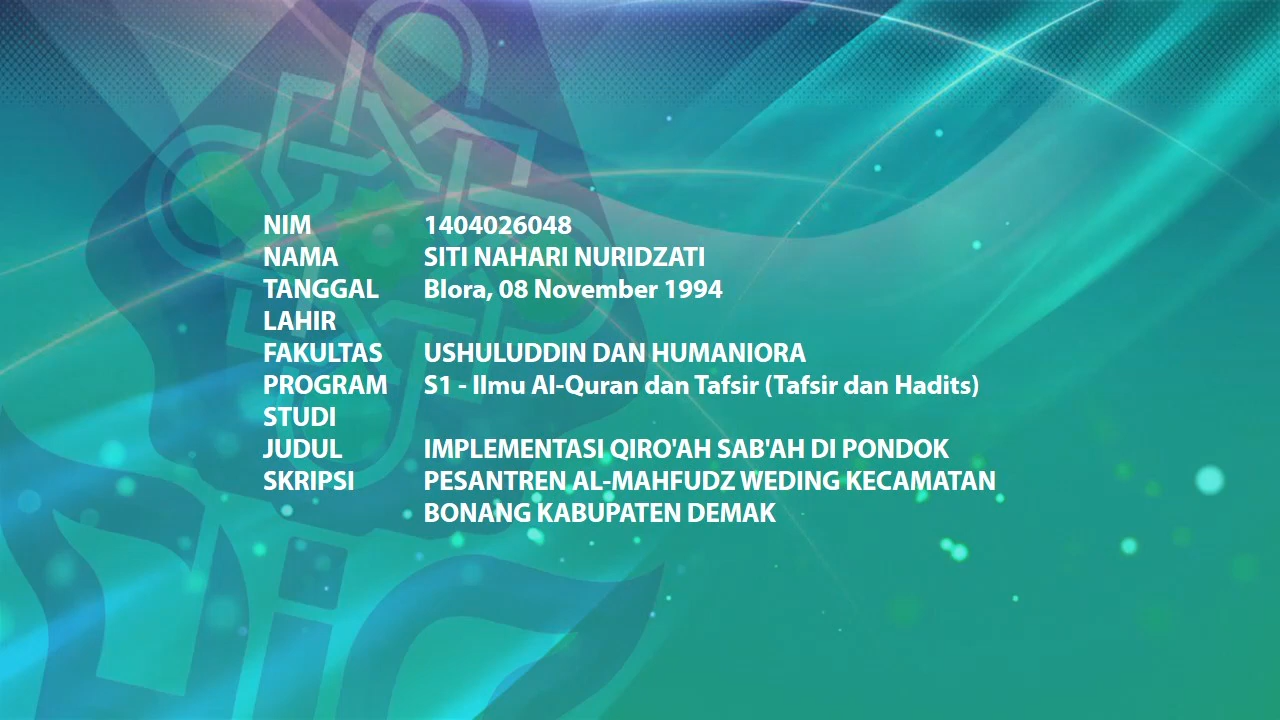 NIM 1404026048
NAMA SITI NAHARI NURIDZATI
TANGGAL Blora, 08 November 1994
LAHIR
FAKULTAS USHULUDDIN DAN HUMANIORA
PROGRAM S1 - Ilmu Al-Quran dan Tafsir (Tafsir dan Hadits)
STUDI
JUDUL IMPLEMENTASI QIRO'AH SAB'AH DI PONDOK
SKRIPSI PESANTREN AL-MAHFUDZ WEDING KECAMATAN
BONANG KABUPATEN DEMAK